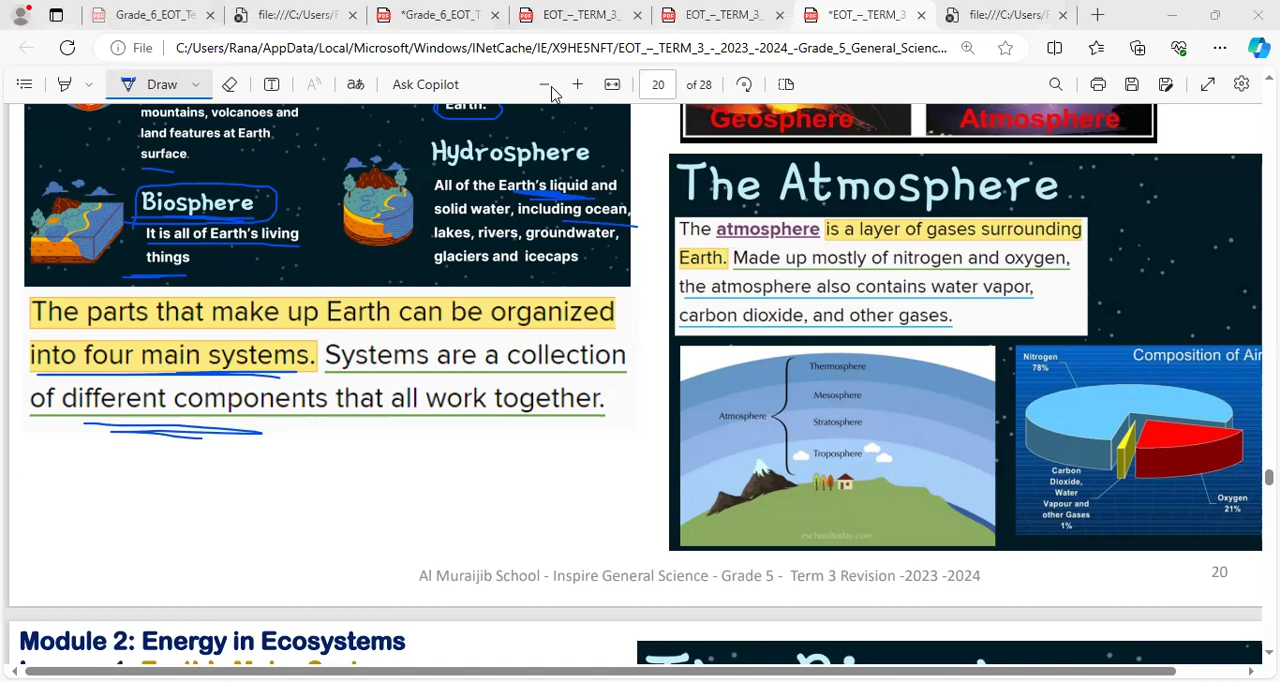 Grade_6_EOT_Te
file:///C:/Users/F
*Grade_6_EOT_T
EOT_–_TERM_3_
EOT_–_TERM_3_
*EOT_–_TERM_3_
file:///C:/Users/F
File
C:/Users/Rana/AppData/Local/Microsoft/Windows/INetCache/IE/X9HE5NFT/EOT_–_TERM_3_-_2023_-2024_-Grade_5_General_Scienc...
Draw
Ask Copilot
20
of 28
mountains, volcanoes and
land features at Earth
surface.
Biosphere
It is all of Earth's living
things
Earth.
Hydrosphere
All of the Earth's liquid and
solid water, including ocean,
lakes, rivers, groundwater,
glaciers and icecaps
The parts that make up Earth can be organized
into four main systems. Systems are a collection
of different components that all work together.
Geosphere
Atmosphere
The Atmosphere
The atmosphere is a layer of gases surrounding
Earth. Made up mostly of nitrogen and oxygen,
the atmosphere also contains water vapor,
carbon dioxide, and other gases.
Thermosphere
Mesosphere
Atmosphere
Stratosphere
Troposphere
eschooltoday.com
Composition of Air
Nitrogen
78%
Carbon
Dioxide,
Water
Vapour and
other Gases
1%
Oxygen
21%
Al Muraijib School - Inspire General Science - Grade 5 - Term 3 Revision -2023 -2024
20
Module 2: Energy in Ecosystems